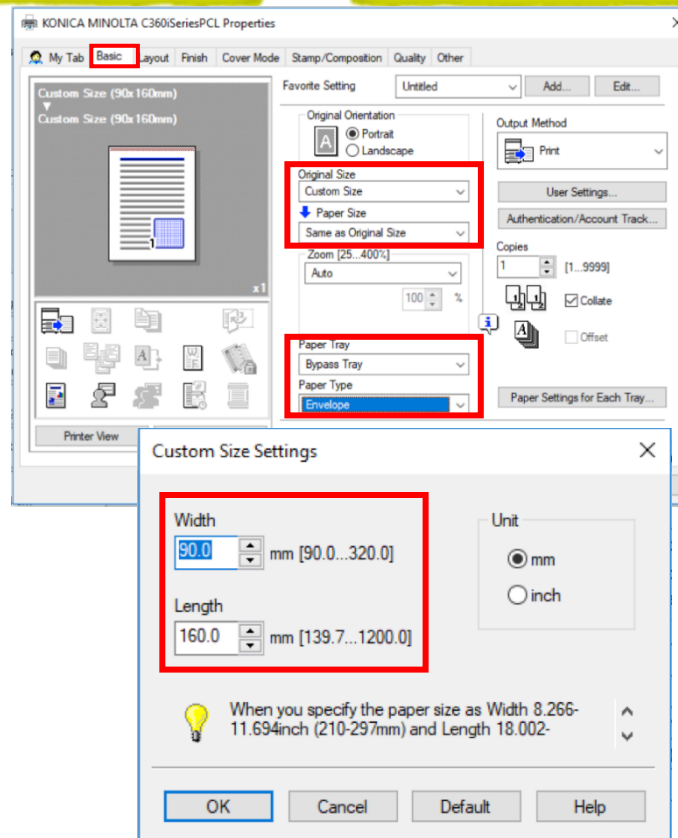 KONICA MINOLTA C360iSeriesPCL Properties
My Tab Basic Layout Finish Cover Mode Stamp/Composition Quality Other
Custom Size (90x160mm)
Custom Size (90x160mm)
1
x1
Favorite Setting Untitled Add... Edit...
Original Orientation
A Portrait
Landscape
Original Size
Custom Size
Paper Size
Same as Original Size
Zoom [25...400%]
Auto
100 %
Paper Tray
Bypass Tray
Paper Type
Envelope
Output Method
Print
User Settings...
Authentication/Account Track...
Copies
1 [1...9999]
Collate
Offset
Paper Settings for Each Tray...
Printer View
Custom Size Settings
Width
90.0 mm [90.0...320.0]
Length
160.0 mm [139.7...1200.0]
Unit
mm
inch
When you specify the paper size as Width 8.266-
11.694inch (210-297mm) and Length 18.002-
OK Cancel Default Help